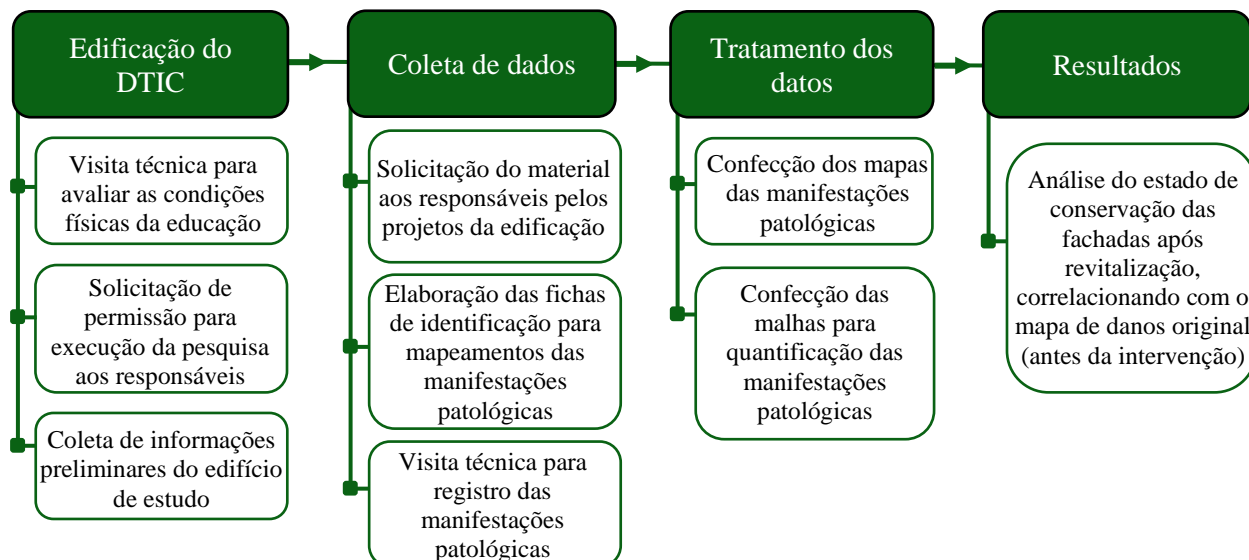 Edificação do
DTIC
Visita técnica para
avaliar as condições
físicas da educação
Solicitação de
permissão para
execução da pesquisa
aos responsáveis
Coleta de informações
preliminares do edifício
de estudo
Coleta de dados
Solicitação do material
aos responsáveis pelos
projetos da edificação
Elaboração das fichas
de identificação para
mapeamentos das
manifestações
patológicas
Visita técnica para
registro das
manifestações
patológicas
Tratamento dos
datos
Confecção dos mapas
das manifestações
patológicas
Confecção das
malhas para
quantificação das
manifestações
patológicas
Resultados
Análise do estado de
conservação das
fachadas após
revitalização,
correlacionando com o
mapa de danos original
(antes da intervenção)